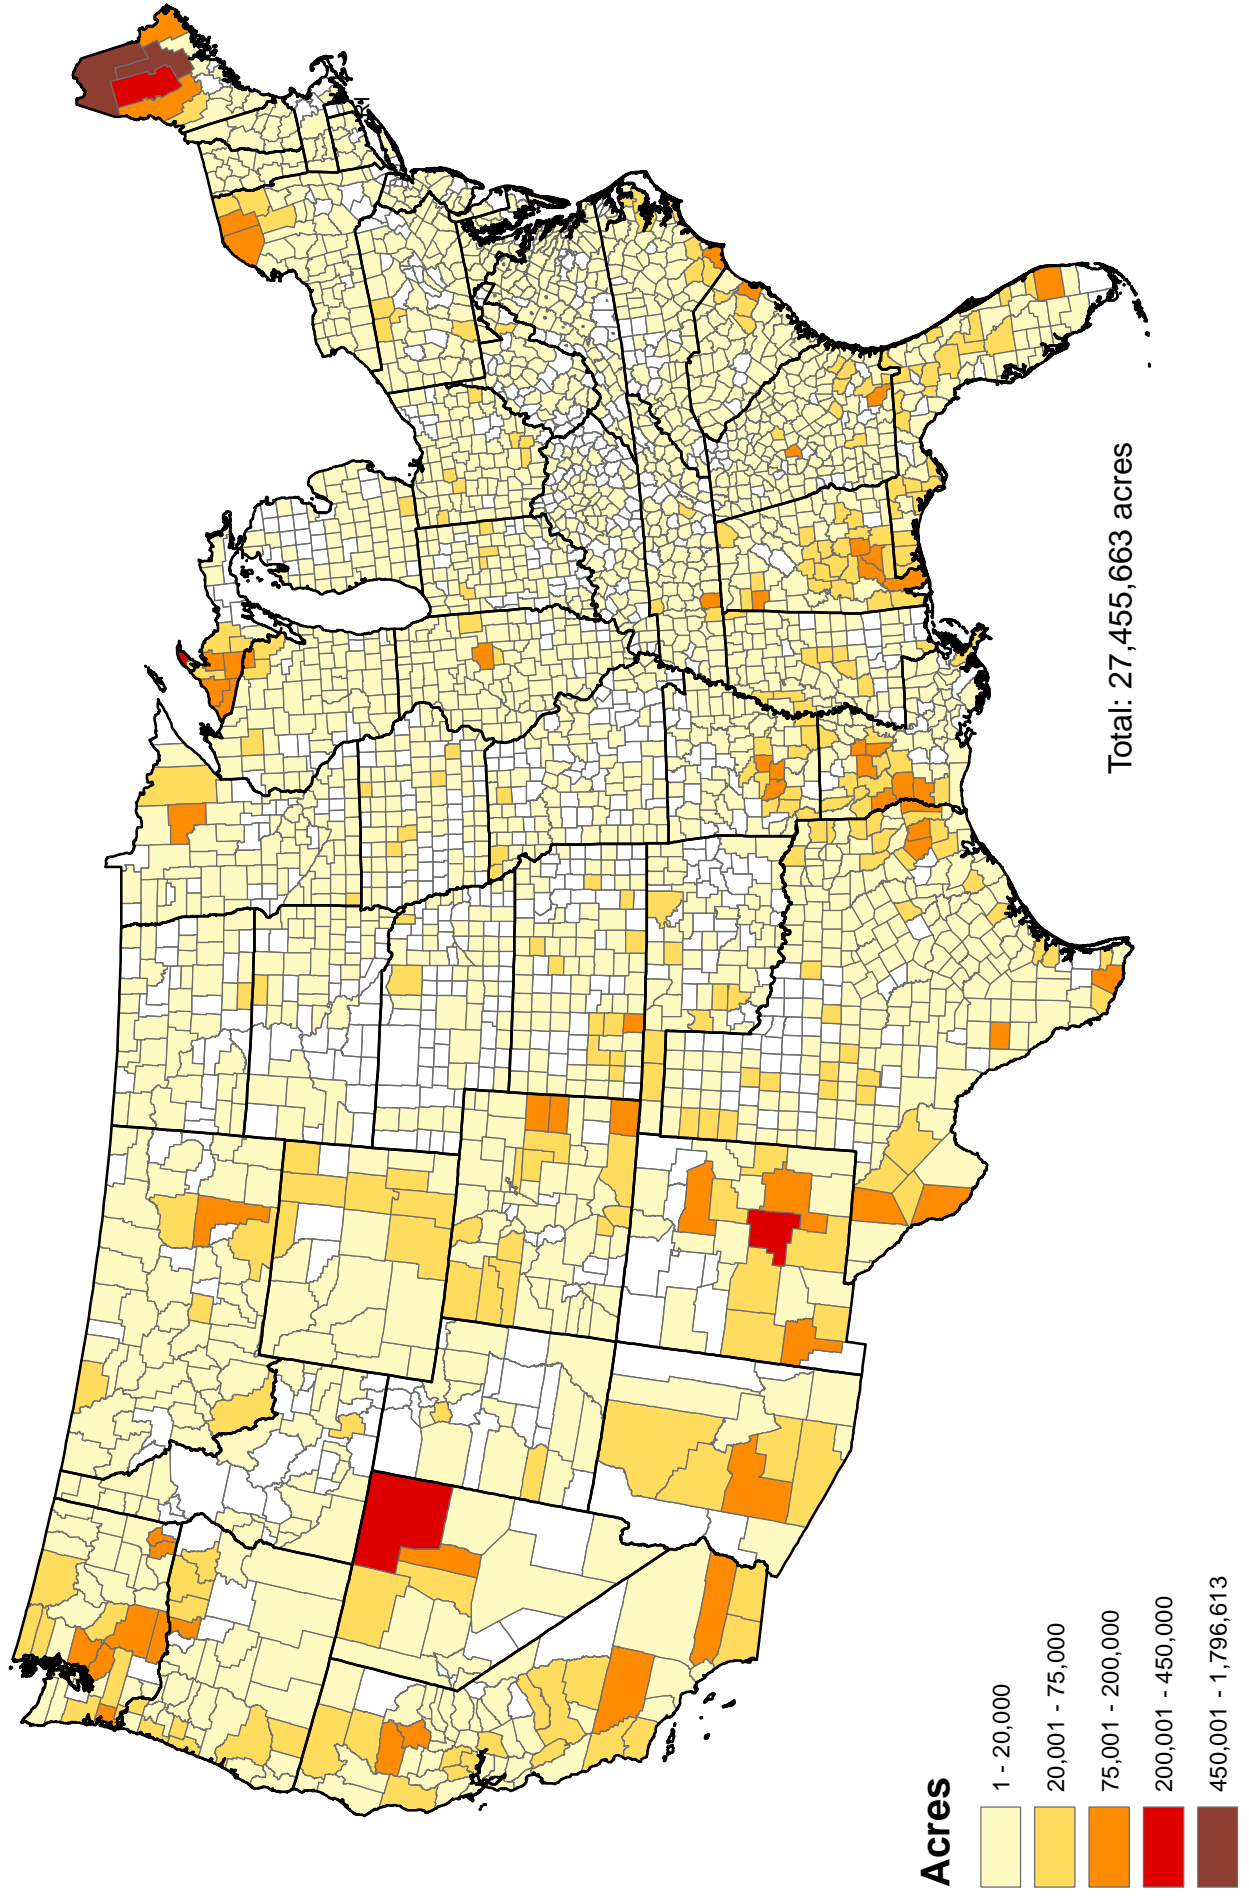 Total: 27,455,663 acres
Acres
1 - 20,000
20,001 - 75,000
75,001 - 200,000
200,001 - 450,000
450,001 - 1,796,613